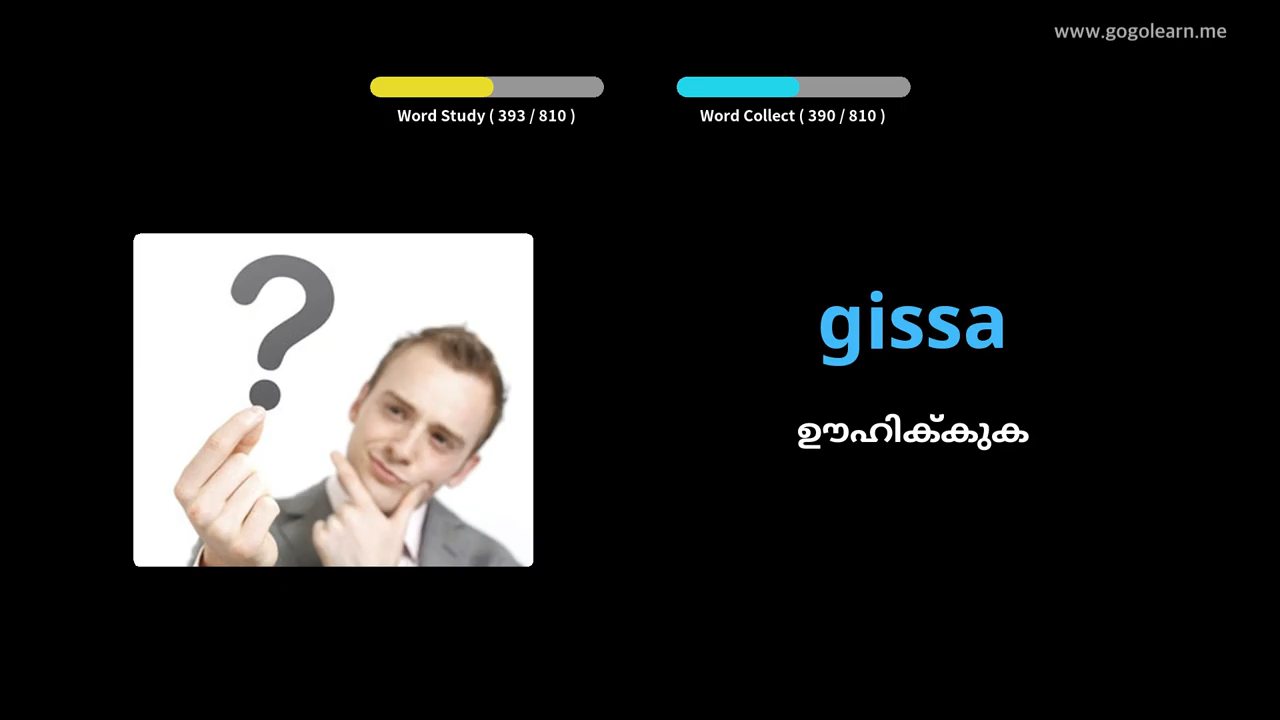 www.gogolearn.me
Word Study ( 393 / 810 )
Word Collect ( 390 / 810 )
?
gissa
ഊഹിക്കുക